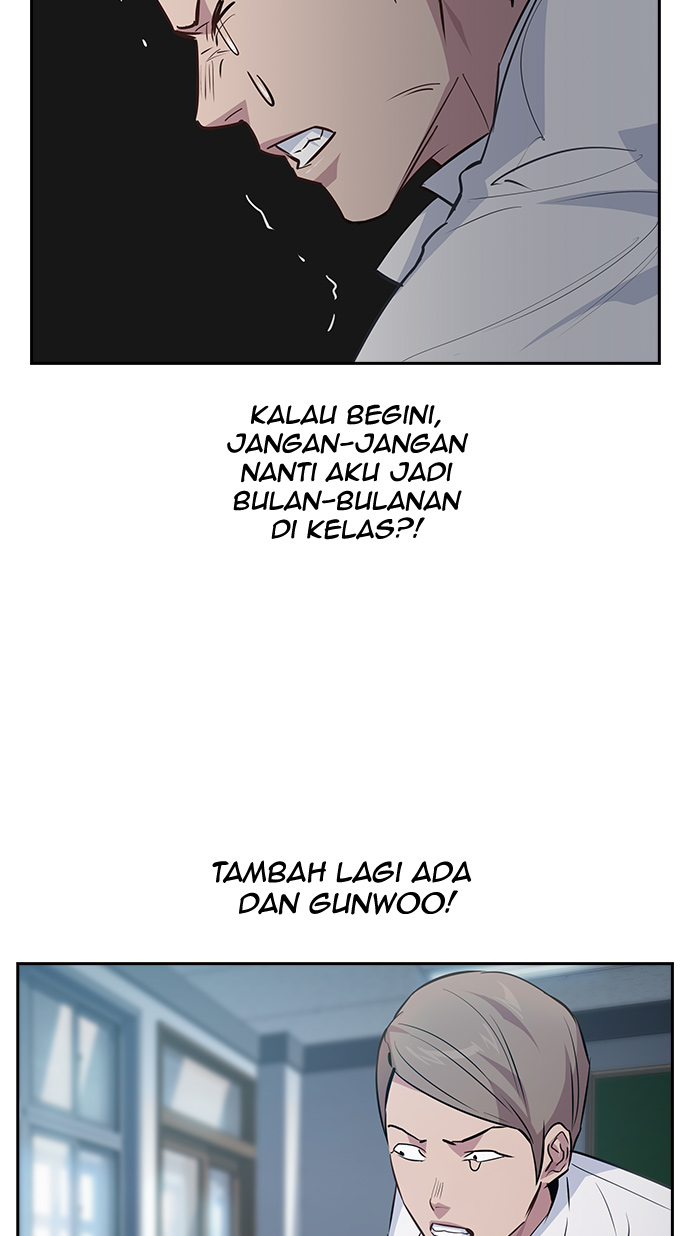 KALAU BEGINI,
JANGAN-JANGAN
NANTI AKU JADI
BULAN-BULANAN
DI KELAS?!
TAMBAH LAGI ADA
DAN GUNWOO!